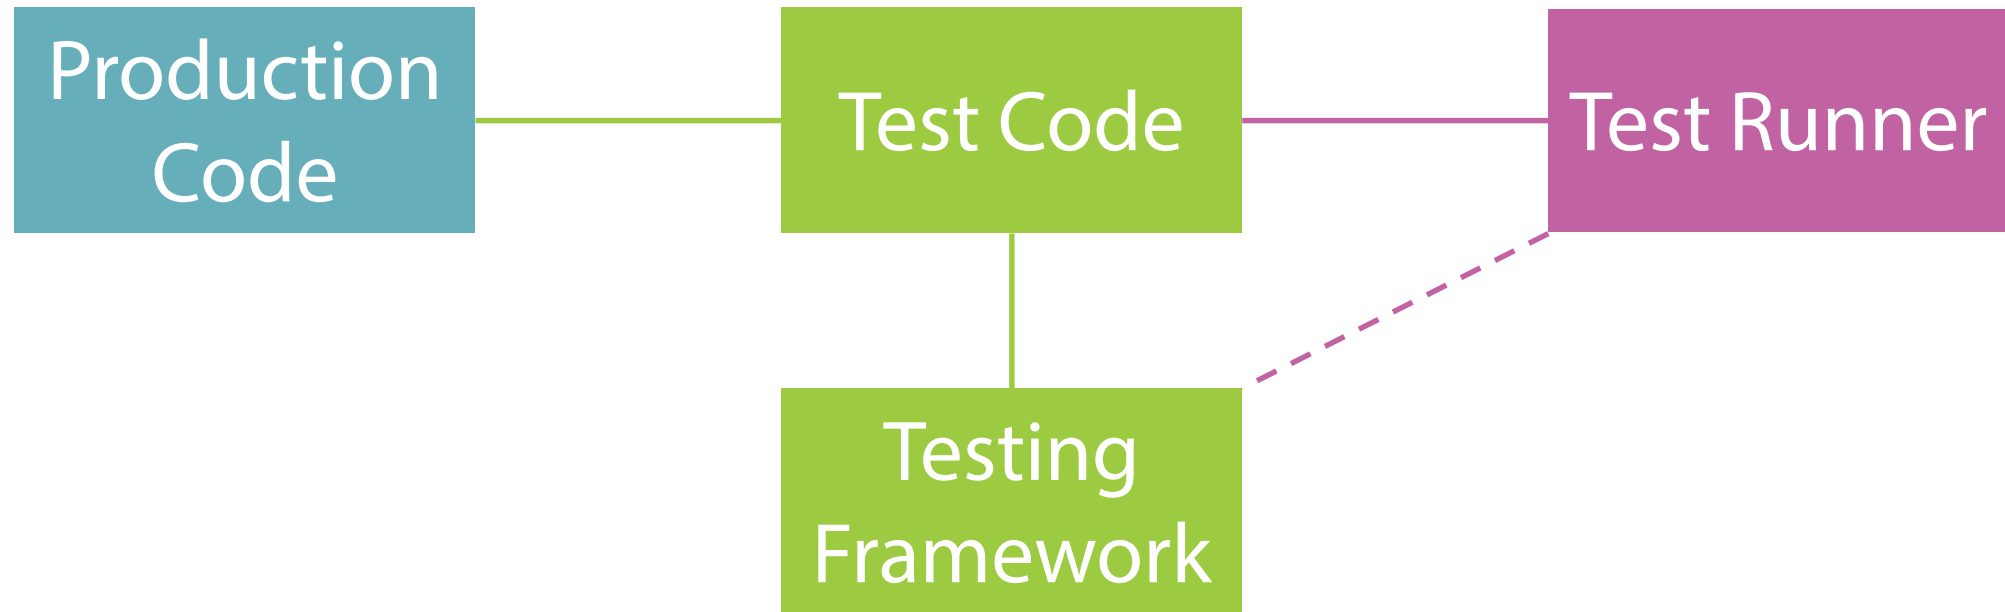 Production
Code
Test Code
Test Runner
Testing
Framework